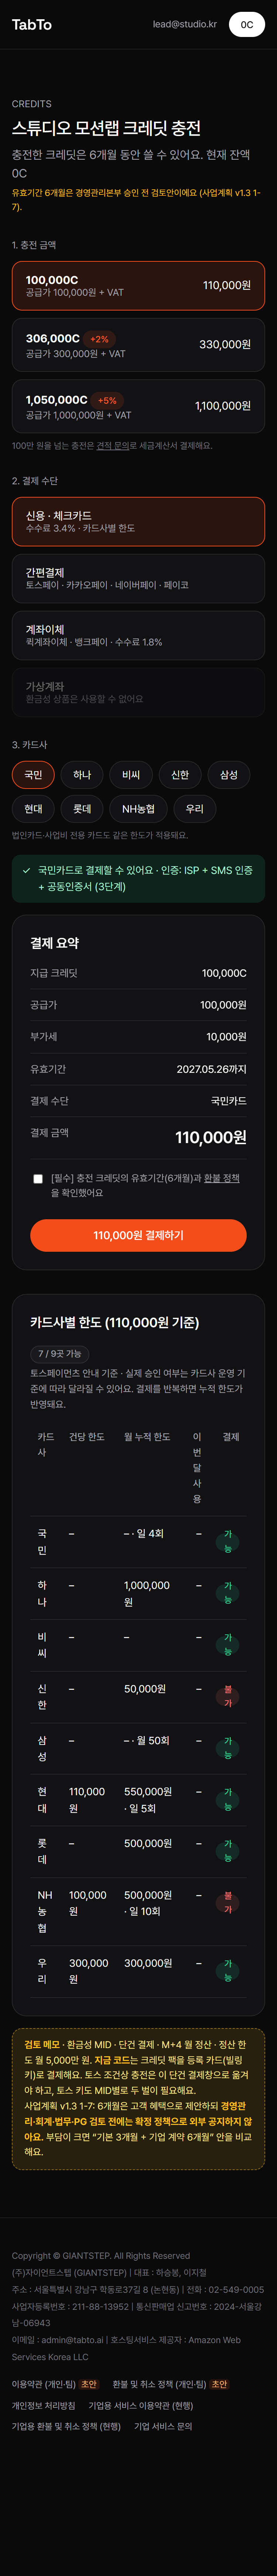 TabTo
lead@studio.kr
0C
CREDITS
스튜디오 모션랩 크레딧 충전
충전한 크레딧은 6개월 동안 쓸 수 있어요. 현재 잔액
0C
유효기간 6개월은 경영관리본부 승인 전 검토안이에요 (사업계획 v1.3 1-
7).
1. 충전 금액
100,000C
공급가 100,000원 + VAT
110,000원
306,000C +2%
공급가 300,000원 + VAT
330,000원
1,050,000C +5%
공급가 1,000,000원 + VAT
1,100,000원
100만 원을 넘는 충전은 견적 문의로 세금계산서 결제해요.
2. 결제 수단
신용 · 체크카드
수수료 3.4% · 카드사별 한도
간편결제
토스페이 · 카카오페이 · 네이버페이 · 페이코
계좌이체
퀵계좌이체 · 뱅크페이 · 수수료 1.8%
가상계좌
환금성 상품은 사용할 수 없어요
3. 카드사
국민 하나 비씨 신한 삼성
현대 롯데 NH농협 우리
법인카드·사업비 전용 카드도 같은 한도가 적용돼요.
✓ 국민카드로 결제할 수 있어요 · 인증: ISP + SMS 인증
+ 공동인증서 (3단계)
결제 요약
지급 크레딧 100,000C
공급가 100,000원
부가세 10,000원
유효기간 2027.05.26까지
결제 수단 국민카드
결제 금액 110,000원
[필수] 충전 크레딧의 유효기간(6개월)과 환불 정책
을 확인했어요
110,000원 결제하기
카드사별 한도 (110,000원 기준)
7 / 9곳 가능
토스페이먼츠 안내 기준 · 실제 승인 여부는 카드사 운영 기
준에 따라 달라질 수 있어요. 결제를 반복하면 누적 한도가
반영돼요.
카드 건당 한도 월 누적 한도 이 결제
사 번
달
사
용
국 – – · 일 4회 – 가
민 능
하 – 1,000,000 – 가
나 원 능
비 – – – 가
씨 능
신 – 50,000원 – 불
한 가
삼 – – · 월 50회 – 가
성 능
현 110,000 550,000원 – 가
대 원 · 일 5회 능
롯 – 500,000원 – 가
데 능
NH 100,000 500,000원 – 불
농 원 · 일 10회 가
협
우 300,000 300,000원 – 가
리 원 능
검토 메모 · 환금성 MID · 단건 결제 · M+4 월 정산 · 정산 한
도 월 5,000만 원. 지금 코드는 크레딧 팩을 등록 카드(빌링
키)로 결제해요. 토스 조건상 충전은 이 단건 결제창으로 옮겨
야 하고, 토스 키도 MID별로 두 벌이 필요해요.
사업계획 v1.3 1-7: 6개월은 고객 혜택으로 제안하되 경영관
리·회계·법무·PG 검토 전에는 확정 정책으로 외부 공지하지 않
아요. 부담이 크면 “기본 3개월 + 기업 계약 6개월” 안을 비교
해요.
Copyright © GIANTSTEP. All Rights Reserved
(주)자이언트스텝 (GIANTSTEP) | 대표 : 하승봉, 이지철
주소 : 서울특별시 강남구 학동로37길 8 (논현동) | 전화 : 02-549-0005
사업자등록번호 : 211-88-13952 | 통신판매업 신고번호 : 2024-서울강
남-06943
이메일 : admin@tabto.ai | 호스팅서비스 제공자 : Amazon Web
Services Korea LLC
이용약관 (개인·팀) 초안 환불 및 취소 정책 (개인·팀) 초안
개인정보 처리방침 기업용 서비스 이용약관 (현행)
기업용 환불 및 취소 정책 (현행) 기업 서비스 문의